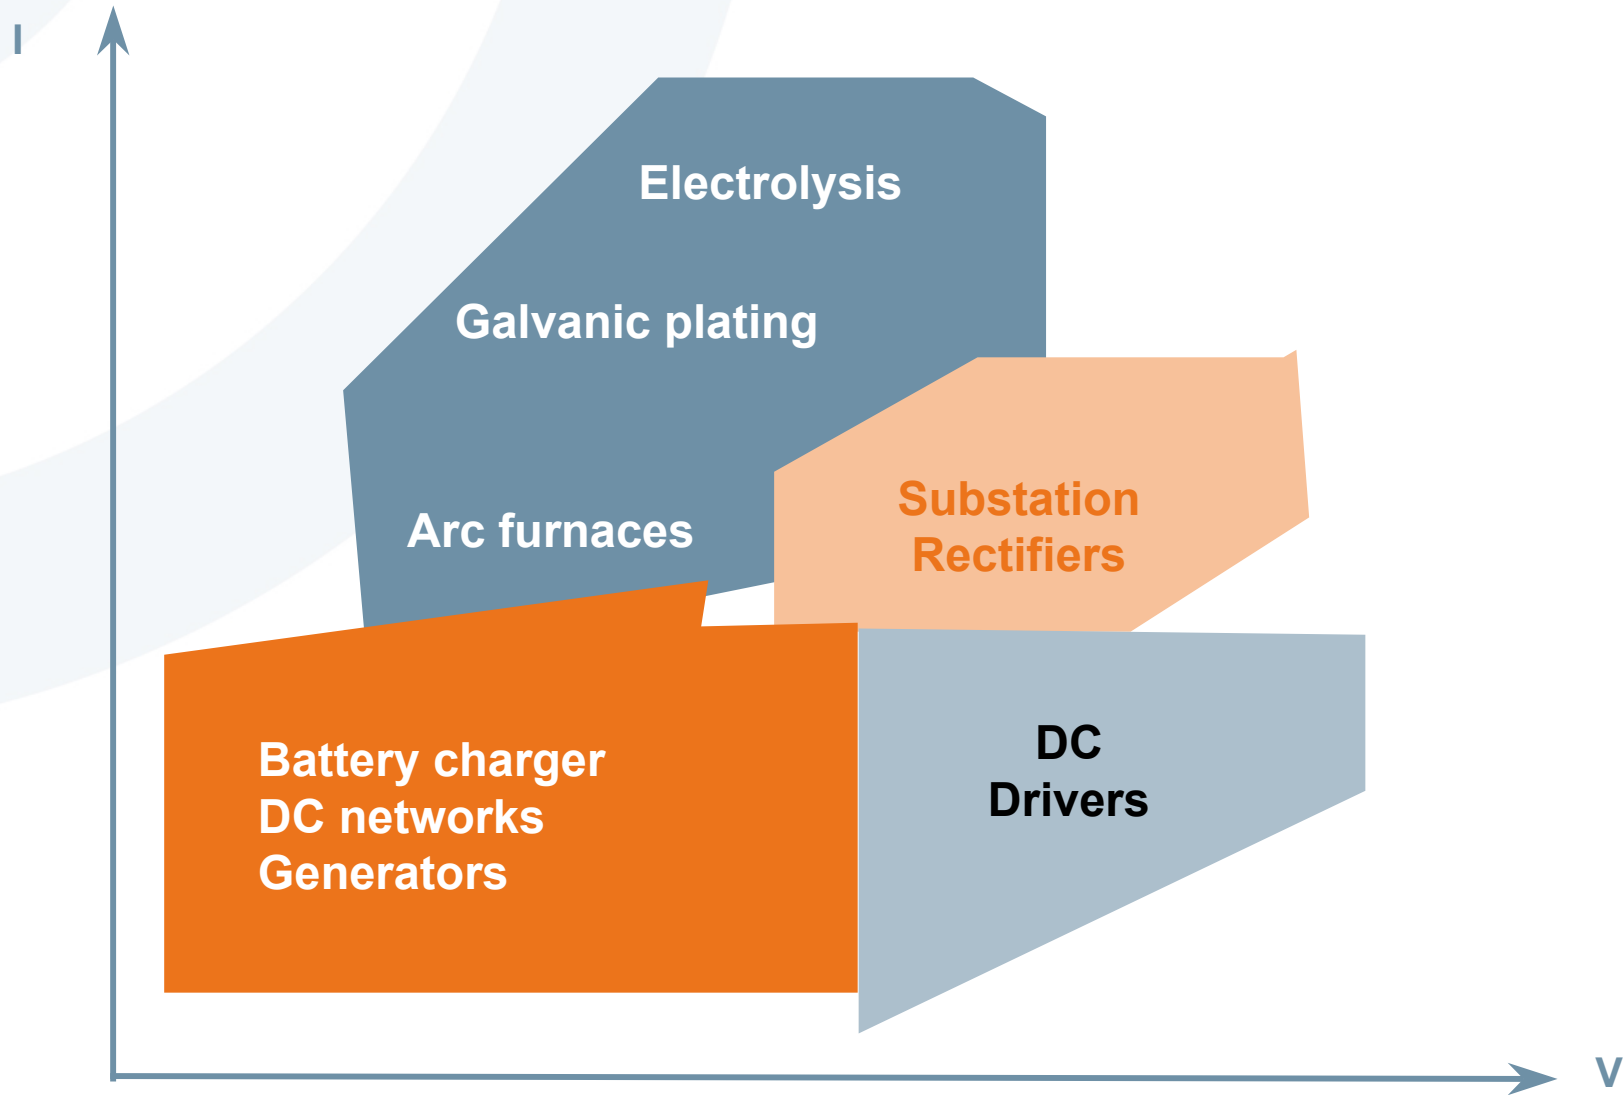 I
Electrolysis
Galvanic plating
Arc furnaces
Substation
Rectifiers
Battery charger
DC networks
Generators
DC
Drivers
V